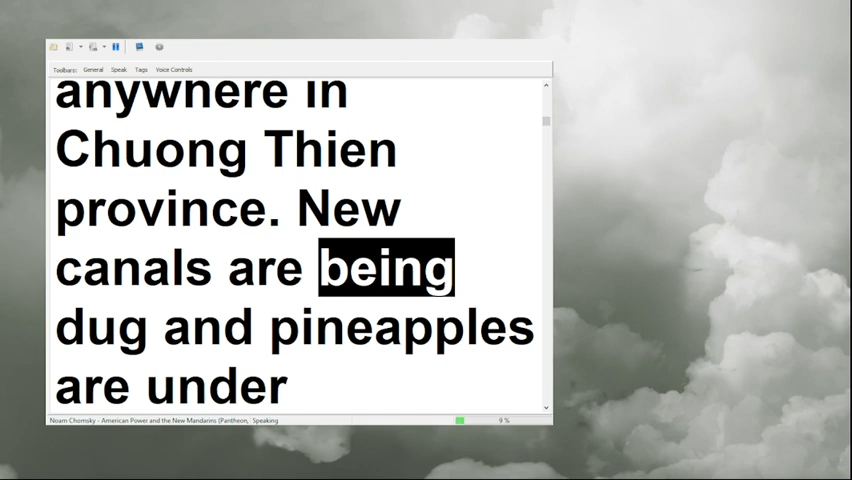 Toolbars: General Speak Tags Voice Controls
anywhere in
Chuong Thien
province. New
canals are being
dug and pineapples
are under
Noam Chomsky - American Power and the New Mandarins (Pantheon, Speaking 9 %